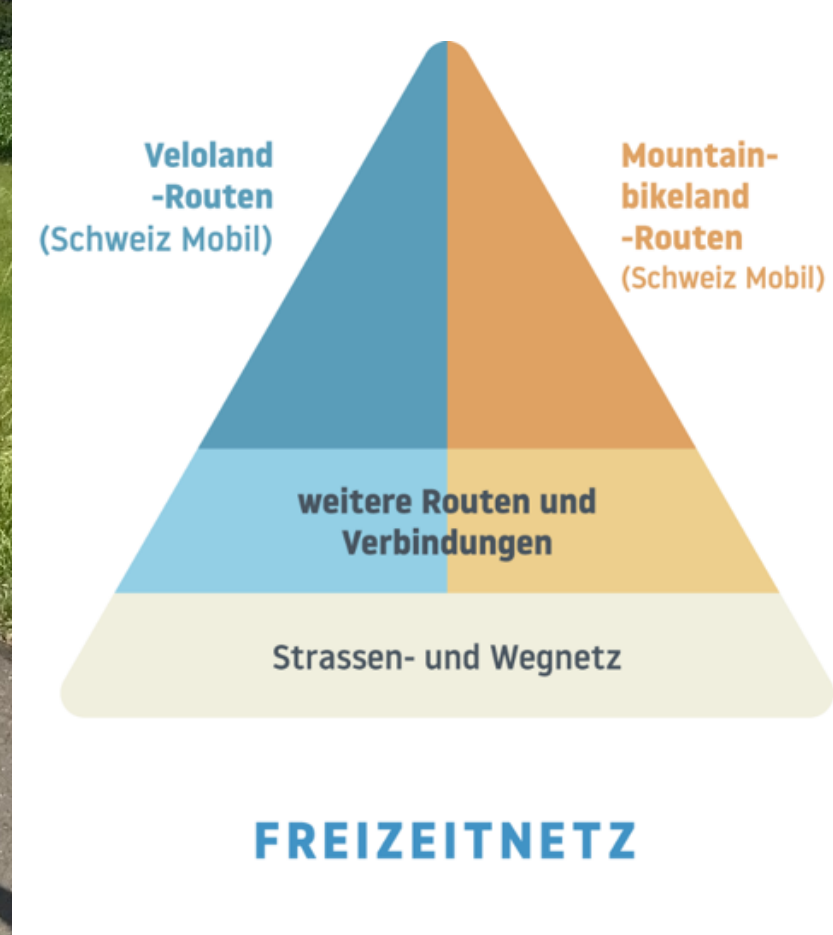 Veloland
-Routen
(Schweiz Mobil)
Mountain-
bikeland
-Routen
(Schweiz Mobil)
weitere Routen und
Verbindungen
Strassen- und Wegnetz
FREIZEITNETZ